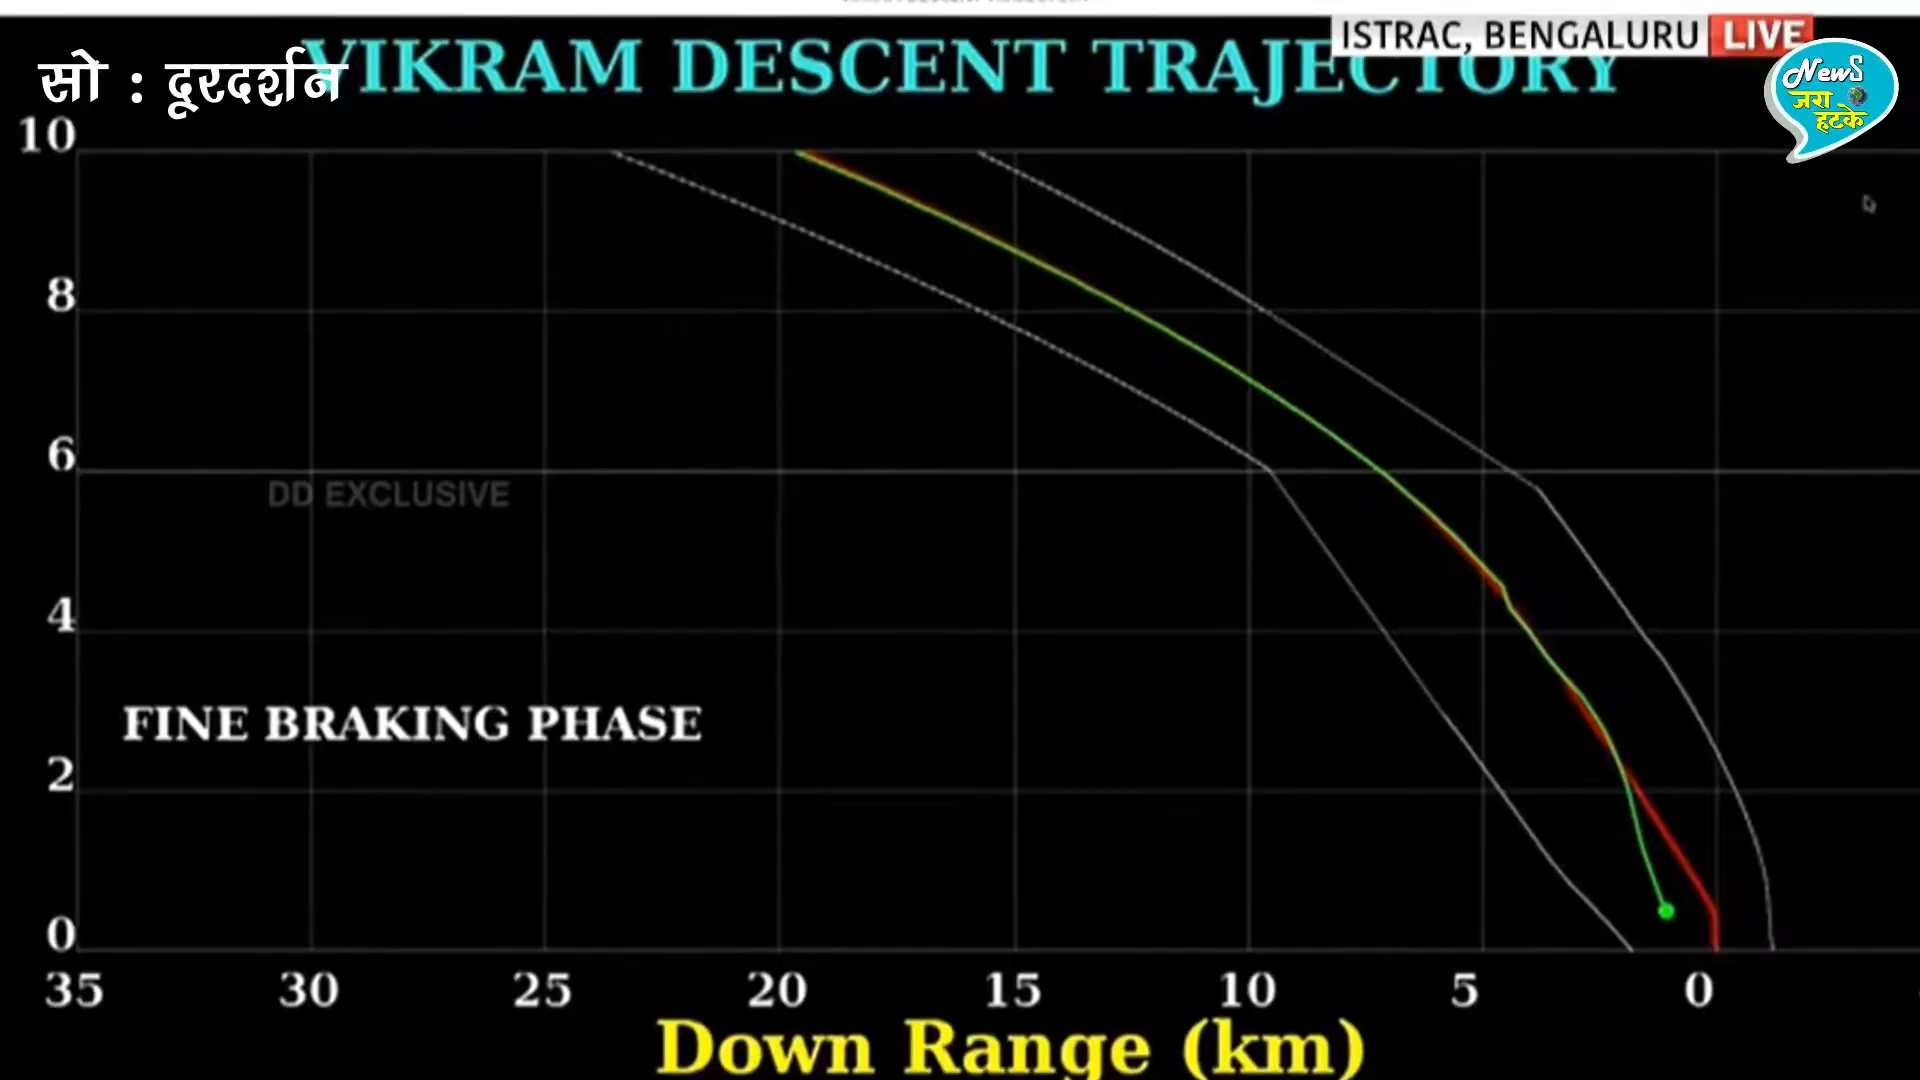 ISTRAC, BENGALURU LIVE
सो : दूरदर्शन
VIKRAM DESCENT TRAJECTORY
NewS
जरा
हटके
10
8
6
DD EXCLUSIVE
4
FINE BRAKING PHASE
2
0
35 30 25 20 15 10 5 0
Down Range (km)